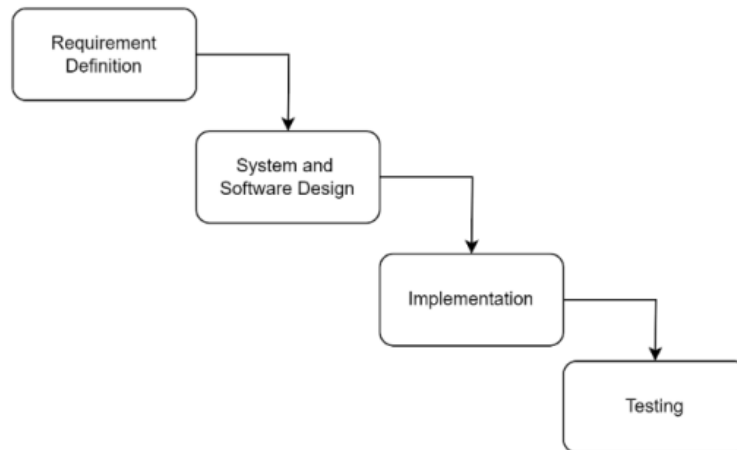 Requirement
Definition
System and
Software Design
Implementation
Testing